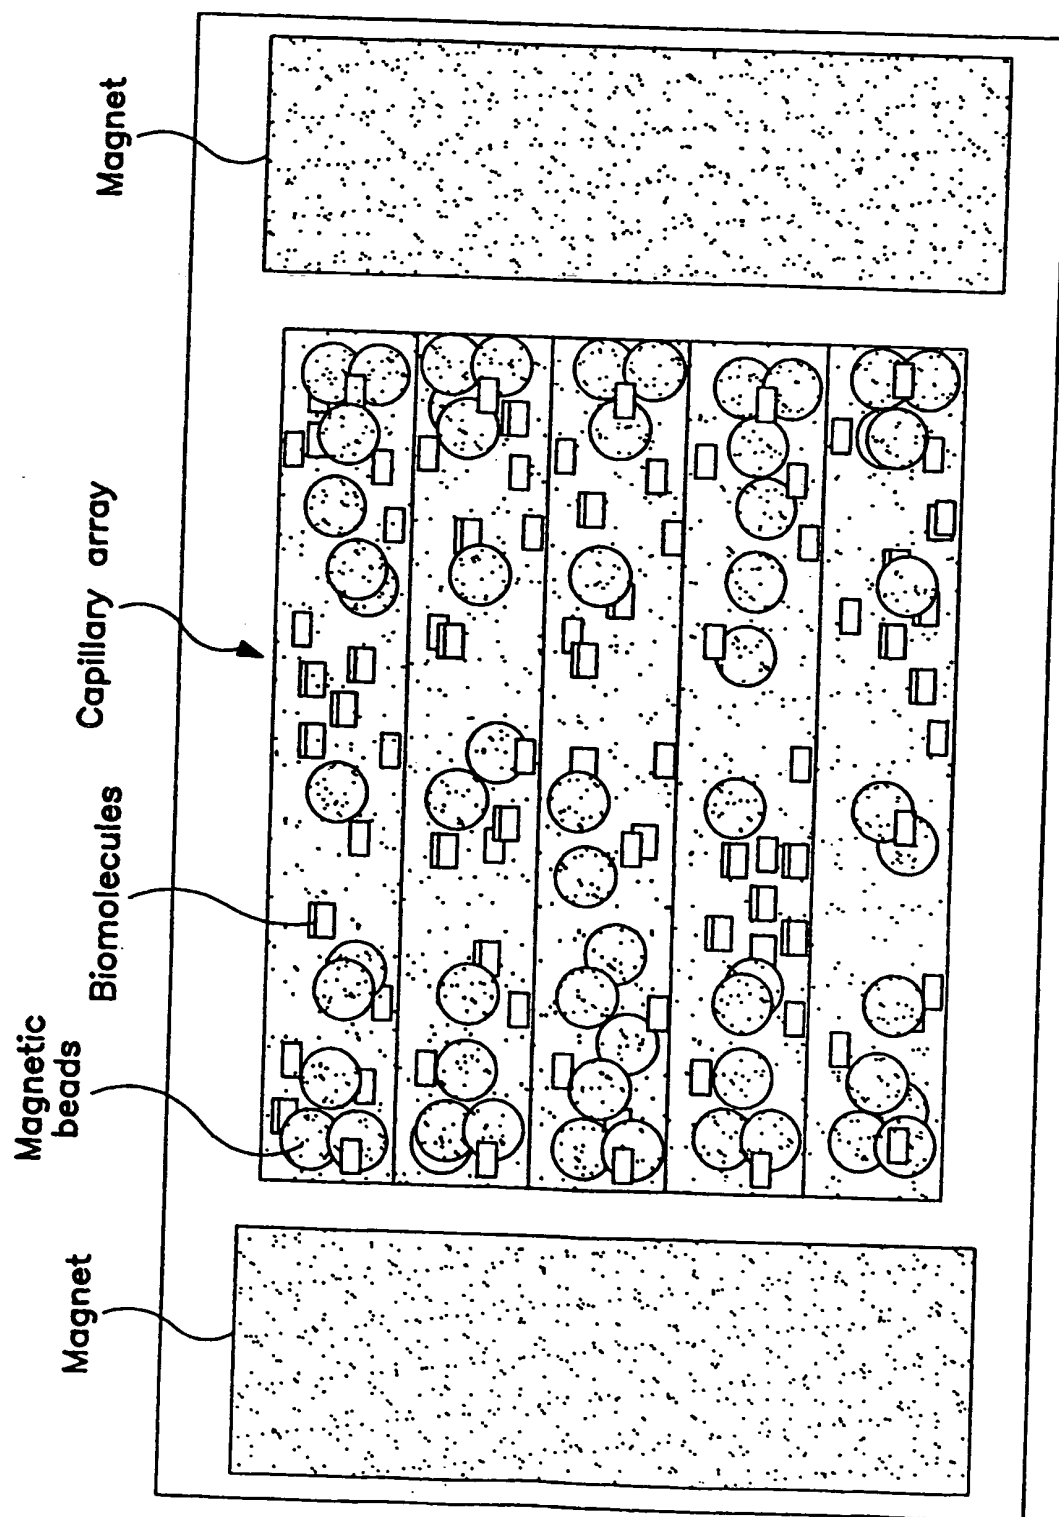 Magnet
Capillary array
Biomolecules
Magnetic
beads
Magnet